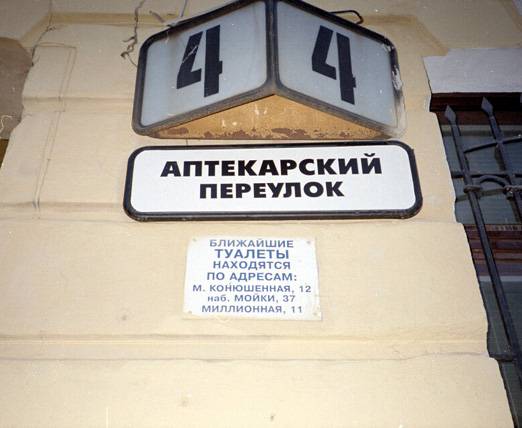 4 4
АПТЕКАРСКИЙ
ПЕРЕУЛОК
БЛИЖАЙШИЕ
ТУАЛЕТЫ
НАХОДЯТСЯ
ПО АДРЕСАМ:
М. КОНЮШЕННАЯ, 12
наб. МОЙКИ, 37
МИЛЛИОННАЯ, 11